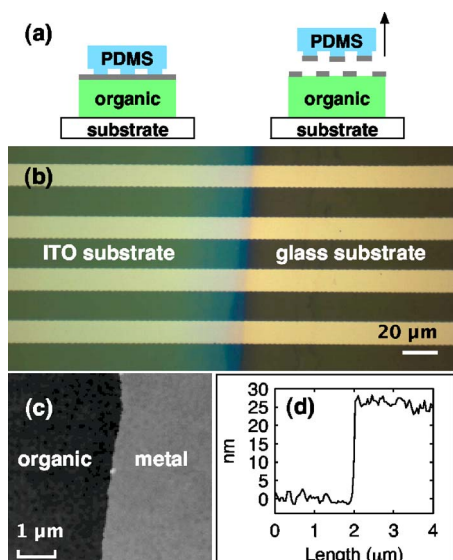 (a)
PDMS
organic
substrate
PDMS
organic
substrate
(b)
ITO substrate
glass substrate
20 μm
(c)
organic
metal
1 μm
(d)
30
25
20
15
10
5
0
nm
0 1 2 3 4
Length (μm)